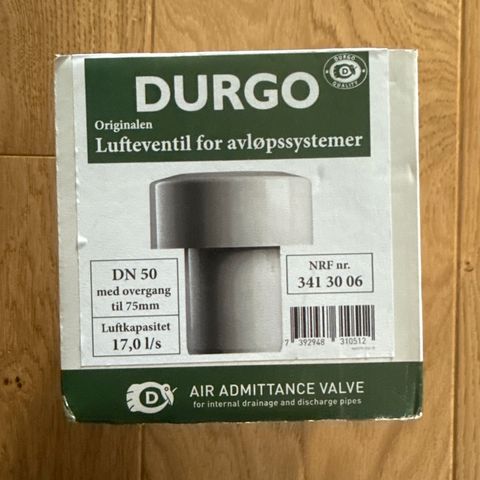 DURGO
DURGO
QUALITY
D
Originalen
Lufteventil for avløpssystemer
DN 50
med overgang
til 75mm
Luftkapasitet
17,0 l/s
NRF nr.
341 30 06
7 392948 310512
D
AIR ADMITTANCE VALVE
for internal drainage and discharge pipes